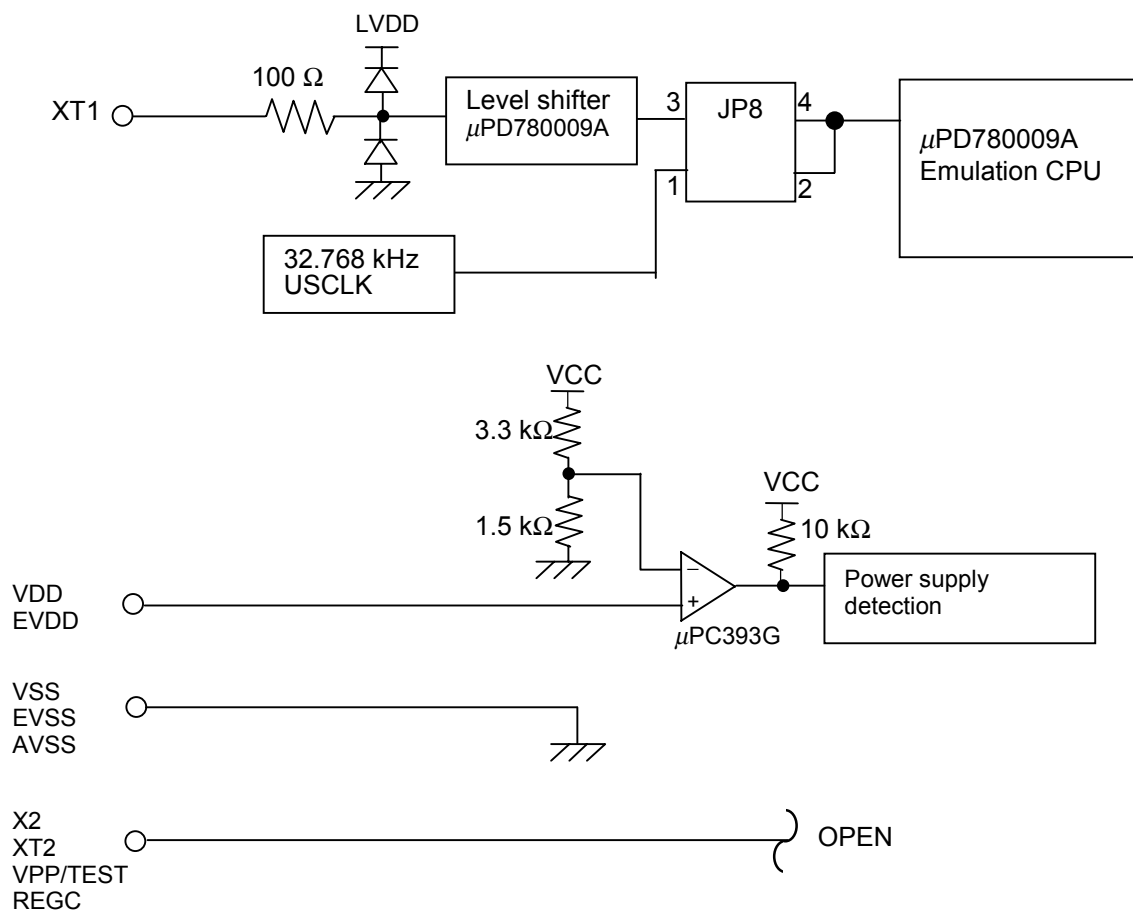 LVDD
100 Ω
XT1
Level shifter
μPD780009A
3
JP8
4
1
2
μPD780009A
Emulation CPU
32.768 kHz
USCLK
VCC
3.3 kΩ
1.5 kΩ
VCC
10 kΩ
−
+
μPC393G
Power supply
detection
VDD
EVDD
VSS
EVSS
AVSS
X2
XT2
VPP/TEST
REGC
OPEN